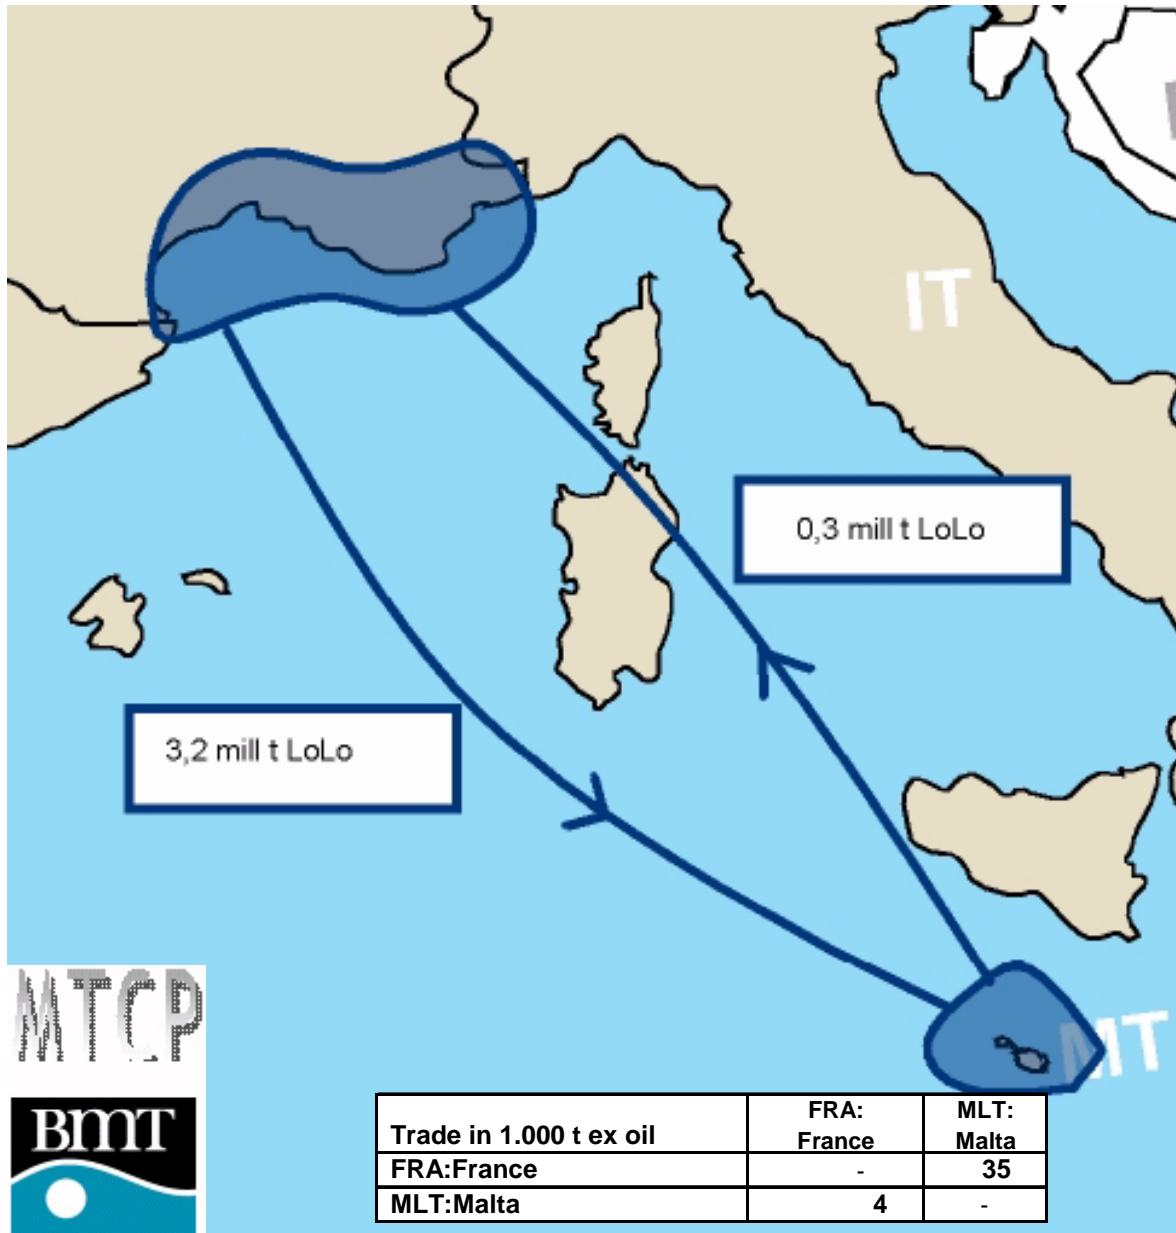 IT
0,3 mill t LoLo
3,2 mill t LoLo
MTCP
MT
BMT
Trade in 1.000 t ex oil FRA: France MLT: Malta
FRA:France - 35
MLT:Malta 4 -